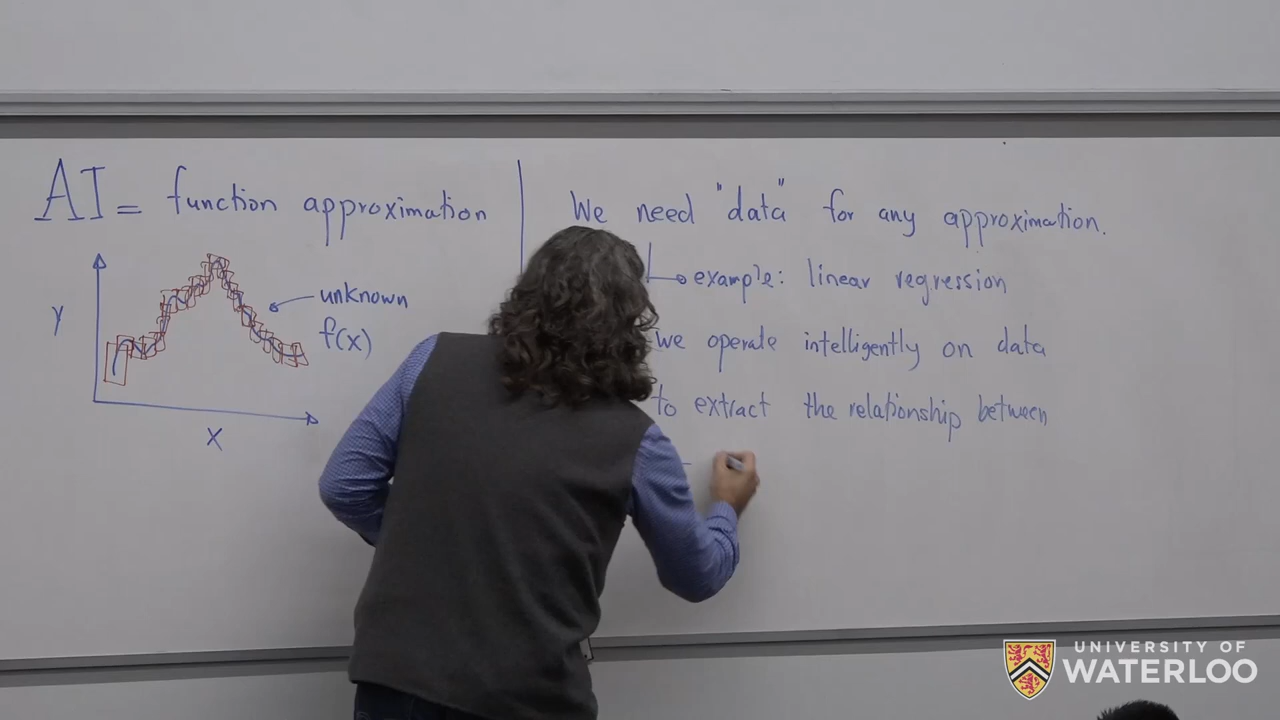 AI = function approximation
Y
unknown
f(x)
X
We need "data" for any approximation.
example: linear regression
we operate intelligently on data
to extract the relationship between
UNIVERSITY OF
WATERLOO